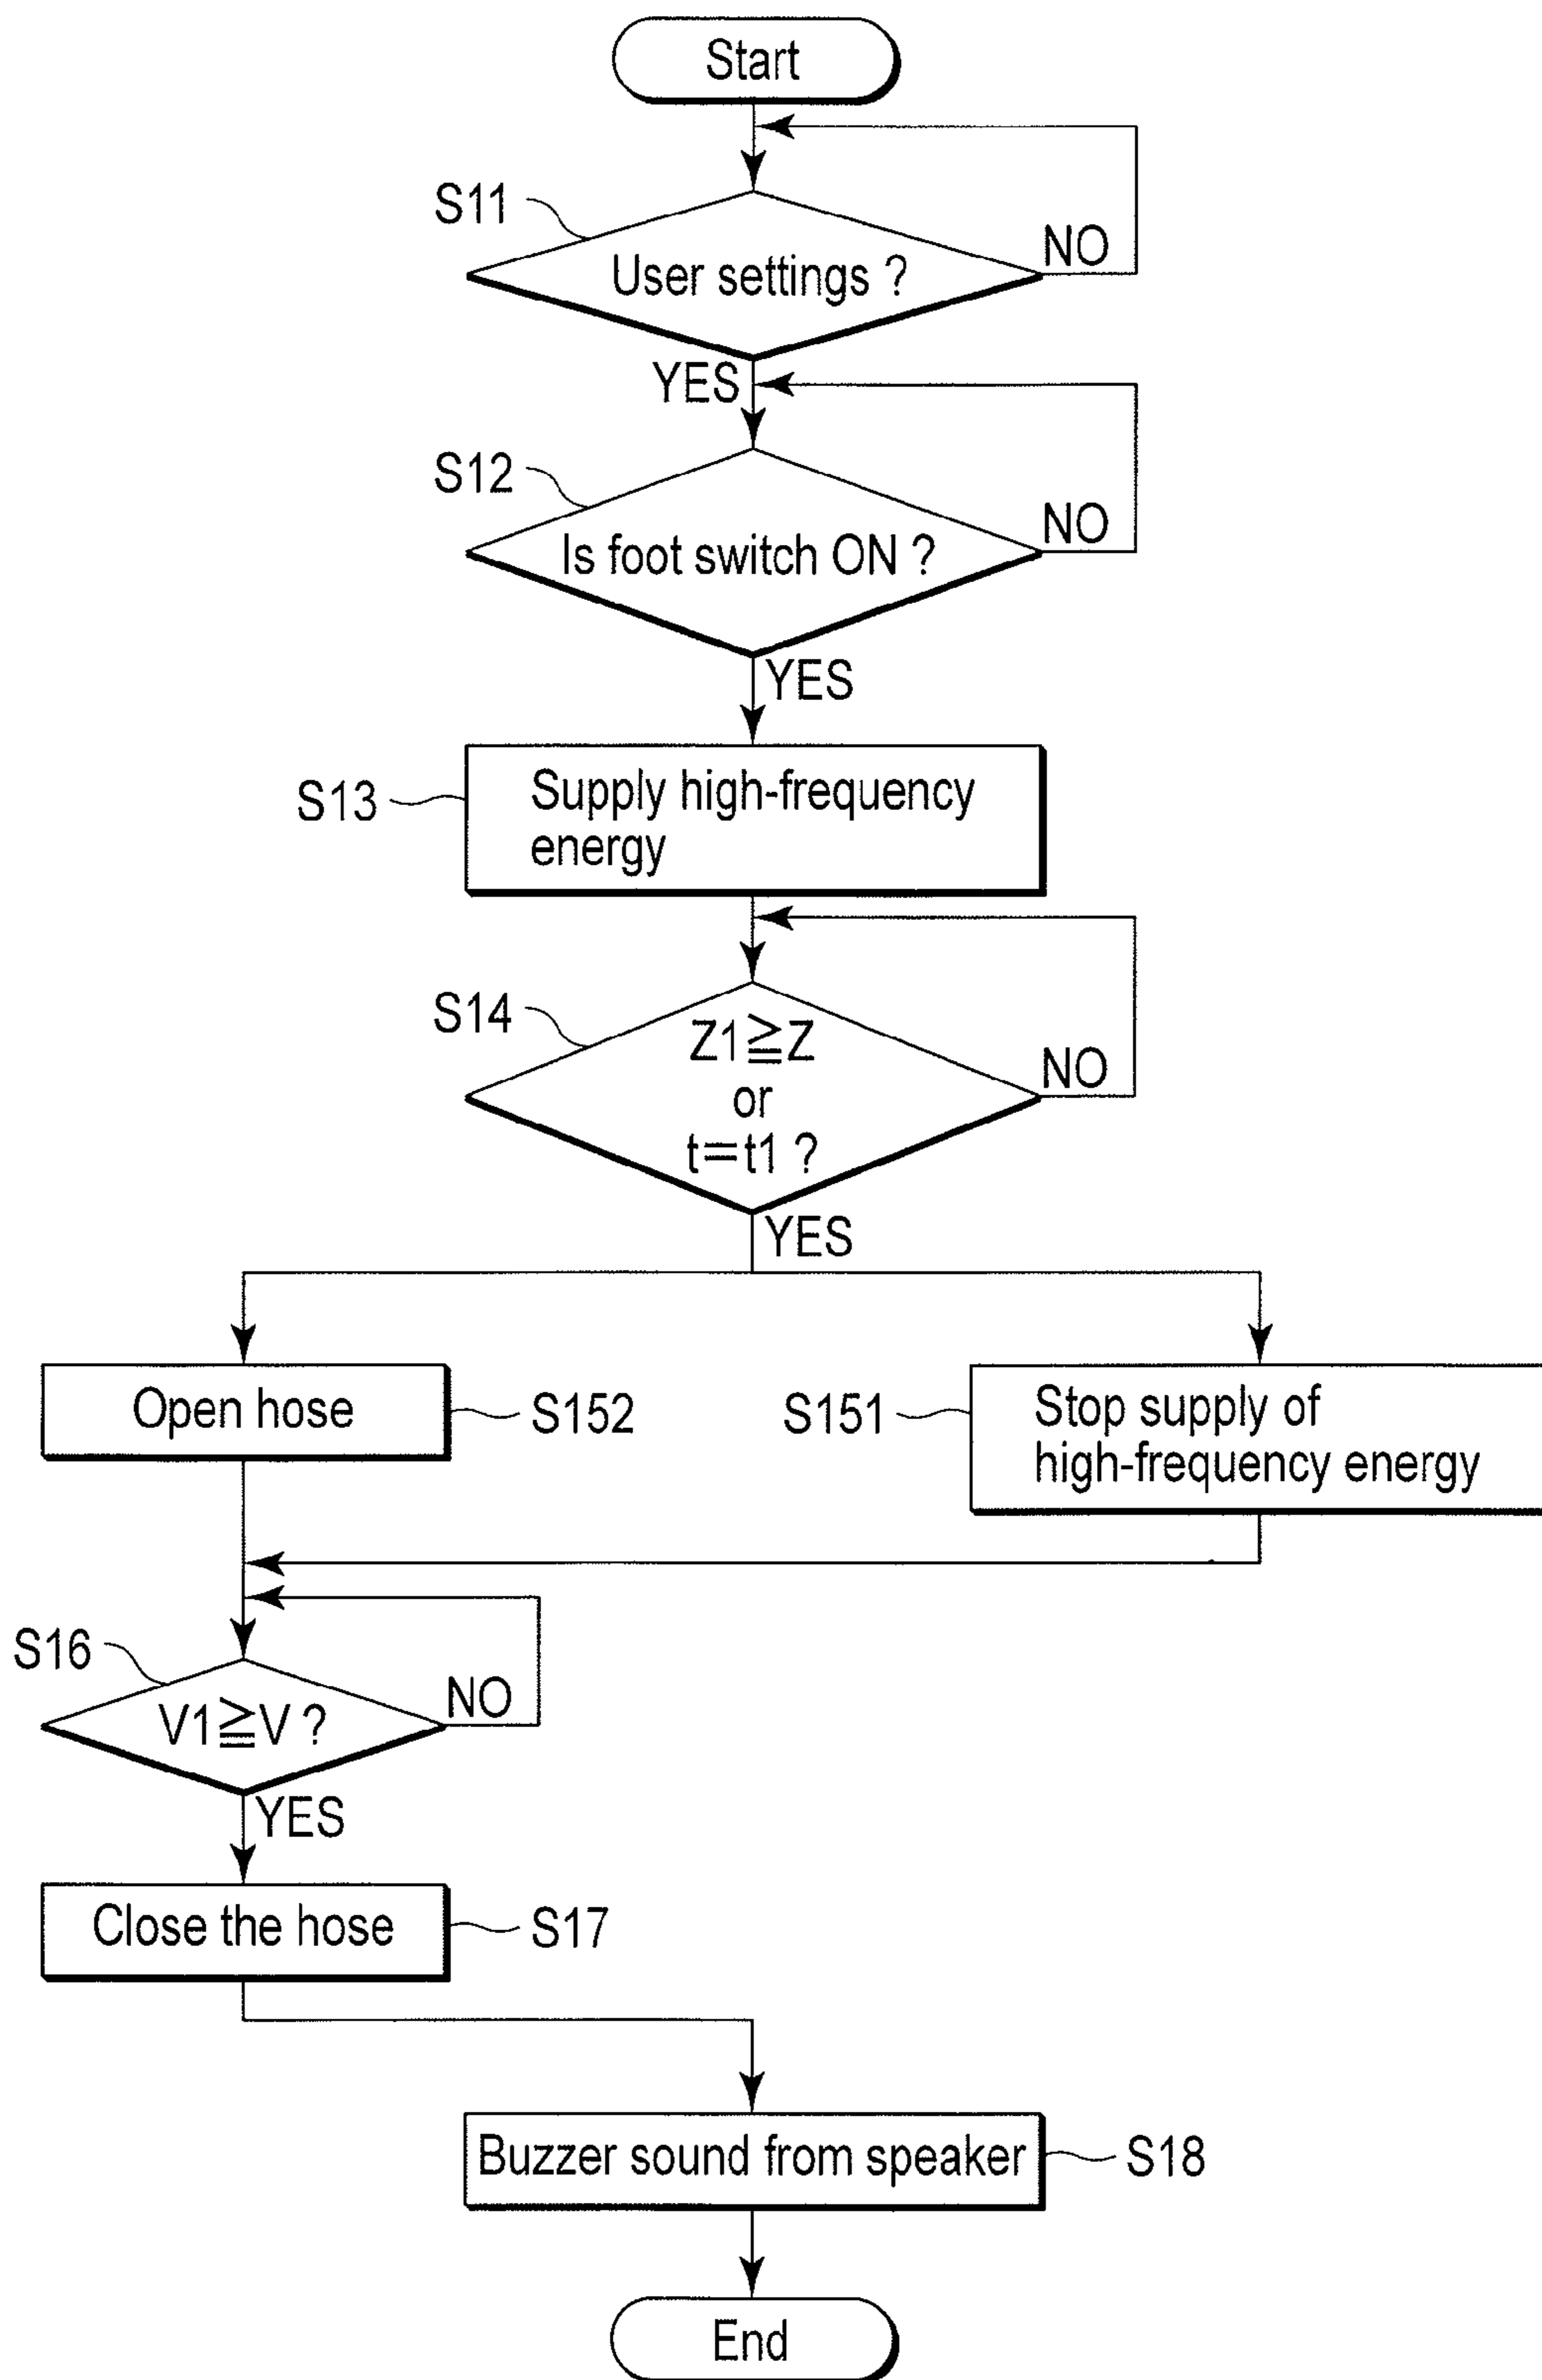 Start
S11
User settings ?
NO
YES
S12
Is foot switch ON ?
NO
YES
S13
Supply high-frequency
energy
S14
Z1≧Z
or
t=t1 ?
NO
YES
Open hose
S152
S151
Stop supply of
high-frequency energy
S16
V1≧V ?
NO
YES
Close the hose
S17
Buzzer sound from speaker
S18
End